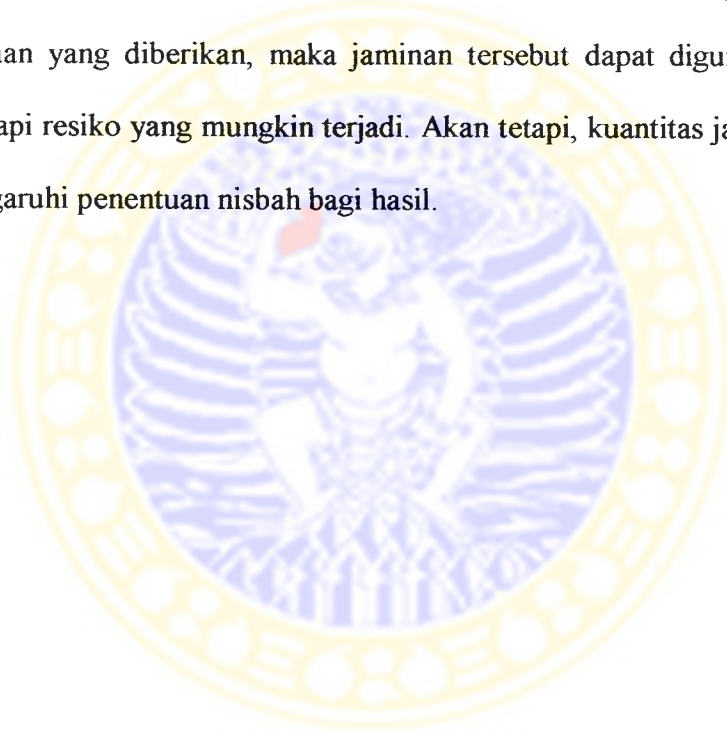 an yang diberikan, maka jaminan tersebut dapat digu
api resiko yang mungkin terjadi. Akan tetapi, kuantitas ja
garuhi penentuan nisbah bagi hasil.